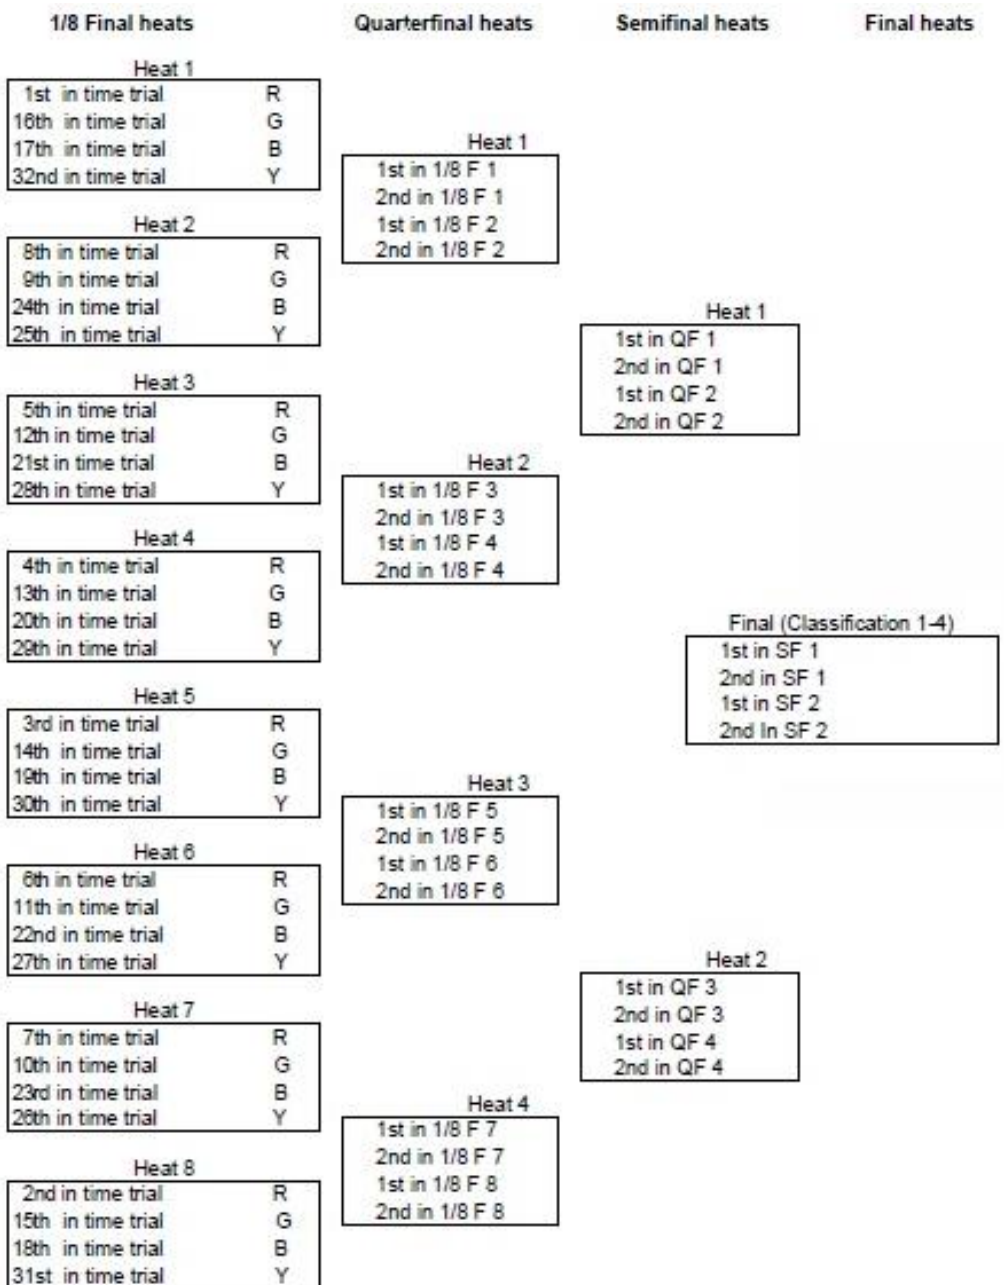 1/8 Final heats
Quarterfinal heats
Semifinal heats
Final heats
Heat 1
1st in time trial R
16th in time trial G
17th in time trial B
32nd in time trial Y
Heat 2
8th in time trial R
9th in time trial G
24th in time trial B
25th in time trial Y
Heat 3
5th in time trial R
12th in time trial G
21st in time trial B
28th in time trial Y
Heat 4
4th in time trial R
13th in time trial G
20th in time trial B
29th in time trial Y
Heat 5
3rd in time trial R
14th in time trial G
19th in time trial B
30th in time trial Y
Heat 6
6th in time trial R
11th in time trial G
22nd in time trial B
27th in time trial Y
Heat 7
7th in time trial R
10th in time trial G
23rd in time trial B
26th in time trial Y
Heat 8
2nd in time trial R
15th in time trial G
18th in time trial B
31st in time trial Y
Heat 1
1st in 1/8 F 1
2nd in 1/8 F 1
1st in 1/8 F 2
2nd in 1/8 F 2
Heat 2
1st in 1/8 F 3
2nd in 1/8 F 3
1st in 1/8 F 4
2nd in 1/8 F 4
Heat 3
1st in 1/8 F 5
2nd in 1/8 F 5
1st in 1/8 F 6
2nd in 1/8 F 6
Heat 4
1st in 1/8 F 7
2nd in 1/8 F 7
1st in 1/8 F 8
2nd in 1/8 F 8
Heat 1
1st in QF 1
2nd in QF 1
1st in QF 2
2nd in QF 2
Heat 2
1st in QF 3
2nd in QF 3
1st in QF 4
2nd in QF 4
Final (Classification 1-4)
1st in SF 1
2nd in SF 1
1st in SF 2
2nd In SF 2